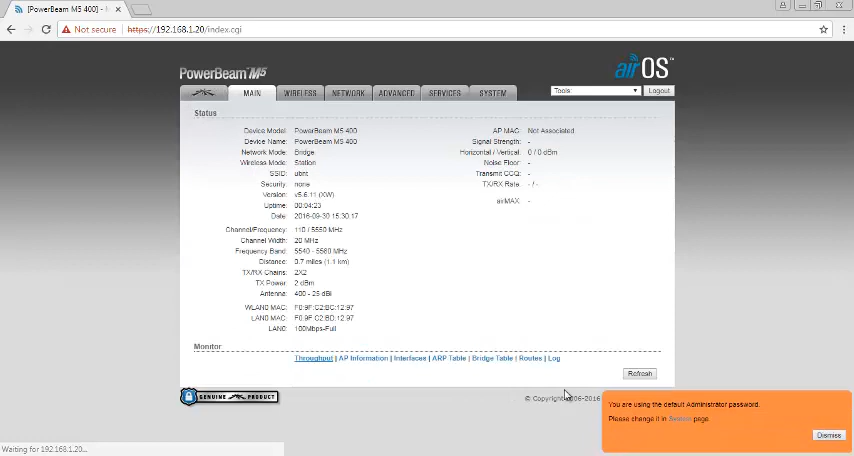 [PowerBeam M5 400] - M
Not secure https://192.168.1.20/index.cgi
PowerBeam M5
airOS™
MAIN WIRELESS NETWORK ADVANCED SERVICES SYSTEM
Tools: Logout
Status
Device Model: PowerBeam M5 400
Device Name: PowerBeam M5 400
Network Mode: Bridge
Wireless Mode: Station
SSID: ubnt
Security: none
Version: v5.6.11 (XW)
Uptime: 00:04:23
Date: 2016-09-30 15:30:17
Channel/Frequency: 110 / 5550 MHz
Channel Width: 20 MHz
Frequency Band: 5540 - 5560 MHz
Distance: 0.7 miles (1.1 km)
TX/RX Chains: 2X2
TX Power: 2 dBm
Antenna: 400 - 25 dBi
WLAN0 MAC: F0:9F:C2:BC:12:97
LAN0 MAC: F0:9F:C2:BD:12:97
LAN0: 100Mbps-Full
AP MAC: Not Associated
Signal Strength: -
Horizontal / Vertical: 0 / 0 dBm
Noise Floor: -
Transmit CCQ: -
TX/RX Rate: - / -
airMAX: -
Monitor
Throughput | AP Information | Interfaces | ARP Table | Bridge Table | Routes | Log
Refresh
GENUINE PRODUCT
© Copyright 2006-2016
You are using the default Administrator password.
Please change it in System page.
Dismiss
Waiting for 192.168.1.20...